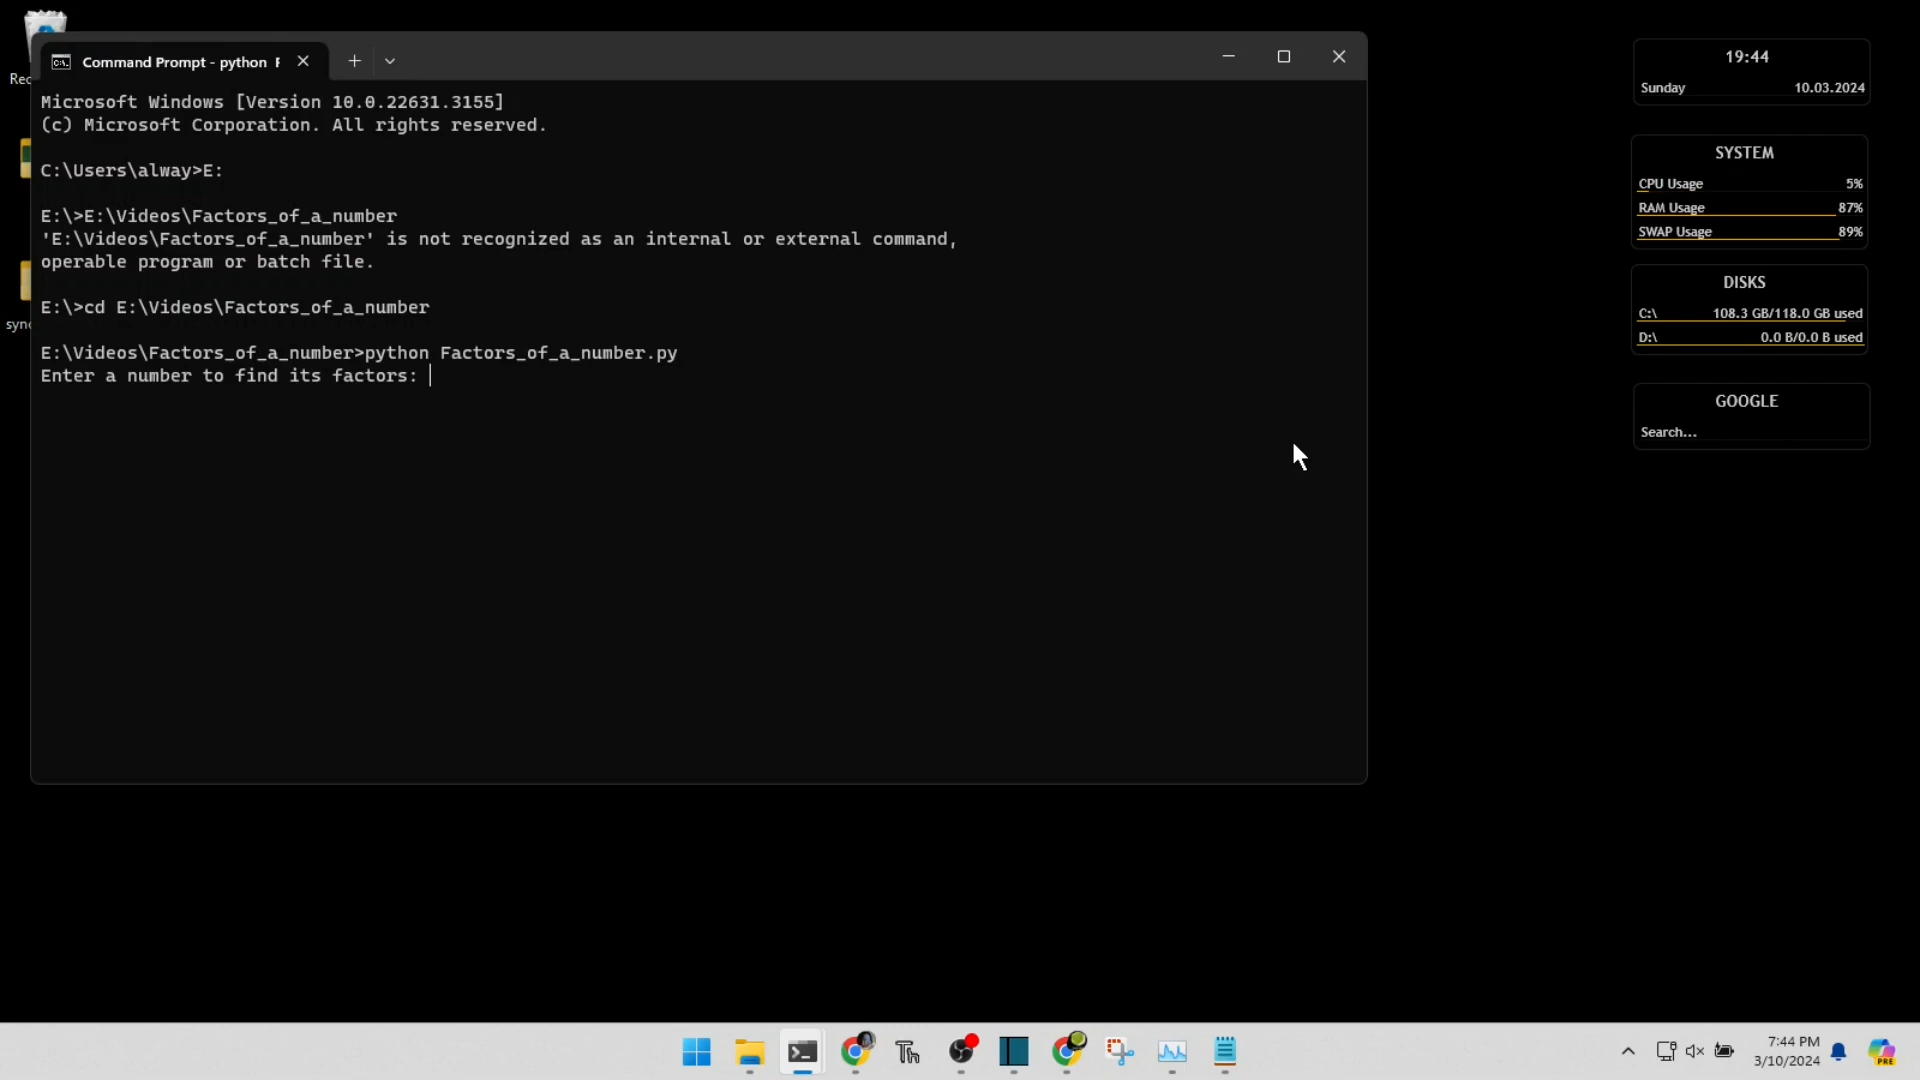 Rec
sync
Command Prompt - python F
Microsoft Windows [Version 10.0.22631.3155]
(c) Microsoft Corporation. All rights reserved.
C:\Users\alway>E:
E:\>E:\Videos\Factors_of_a_number
'E:\Videos\Factors_of_a_number' is not recognized as an internal or external command,
operable program or batch file.
E:\>cd E:\Videos\Factors_of_a_number
E:\Videos\Factors_of_a_number>python Factors_of_a_number.py
Enter a number to find its factors:
19:44
Sunday 10.03.2024
SYSTEM
CPU Usage 5%
RAM Usage 87%
SWAP Usage 89%
DISKS
C:\ 108.3 GB/118.0 GB used
D:\ 0.0 B/0.0 B used
GOOGLE
Search...
Th
7:44 PM
3/10/2024
PRE